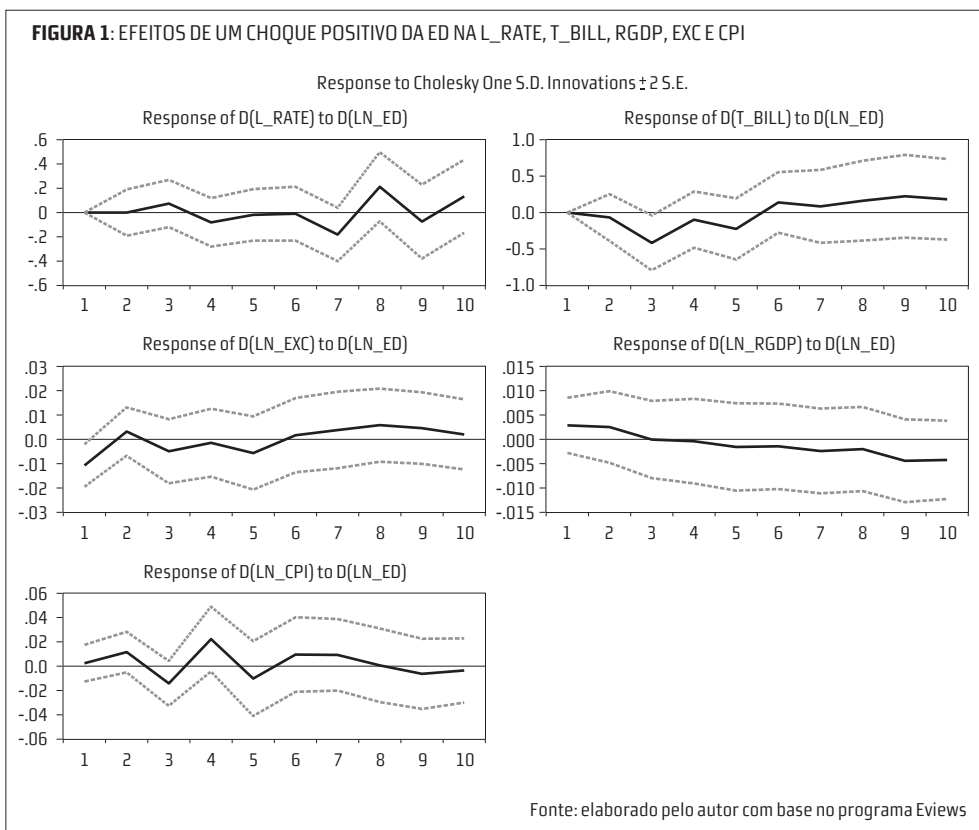 FIGURA 1: EFEITOS DE UM CHOQUE POSITIVO DA ED NA L_RATE, T_BILL, RGDP, EXC E CPI
Response to Cholesky One S.D. Innovations ± 2 S.E.
Response of D(L_RATE) to D(LN_ED)
.6
.4
.2
0
-.2
-.4
-.6
1 2 3 4 5 6 7 8 9 10
Response of D(T_BILL) to D(LN_ED)
1.0
0.5
0.0
-0.5
-1.0
1 2 3 4 5 6 7 8 9 10
Response of D(LN_EXC) to D(LN_ED)
.03
.02
.01
0.0
-.01
-.02
-.03
1 2 3 4 5 6 7 8 9 10
Response of D(LN_RGDP) to D(LN_ED)
.015
.010
.005
.000
-.005
-.010
-.015
1 2 3 4 5 6 7 8 9 10
Response of D(LN_CPI) to D(LN_ED)
.06
.04
.02
0.0
-.02
-.04
-.06
1 2 3 4 5 6 7 8 9 10
Fonte: elaborado pelo autor com base no programa Eviews